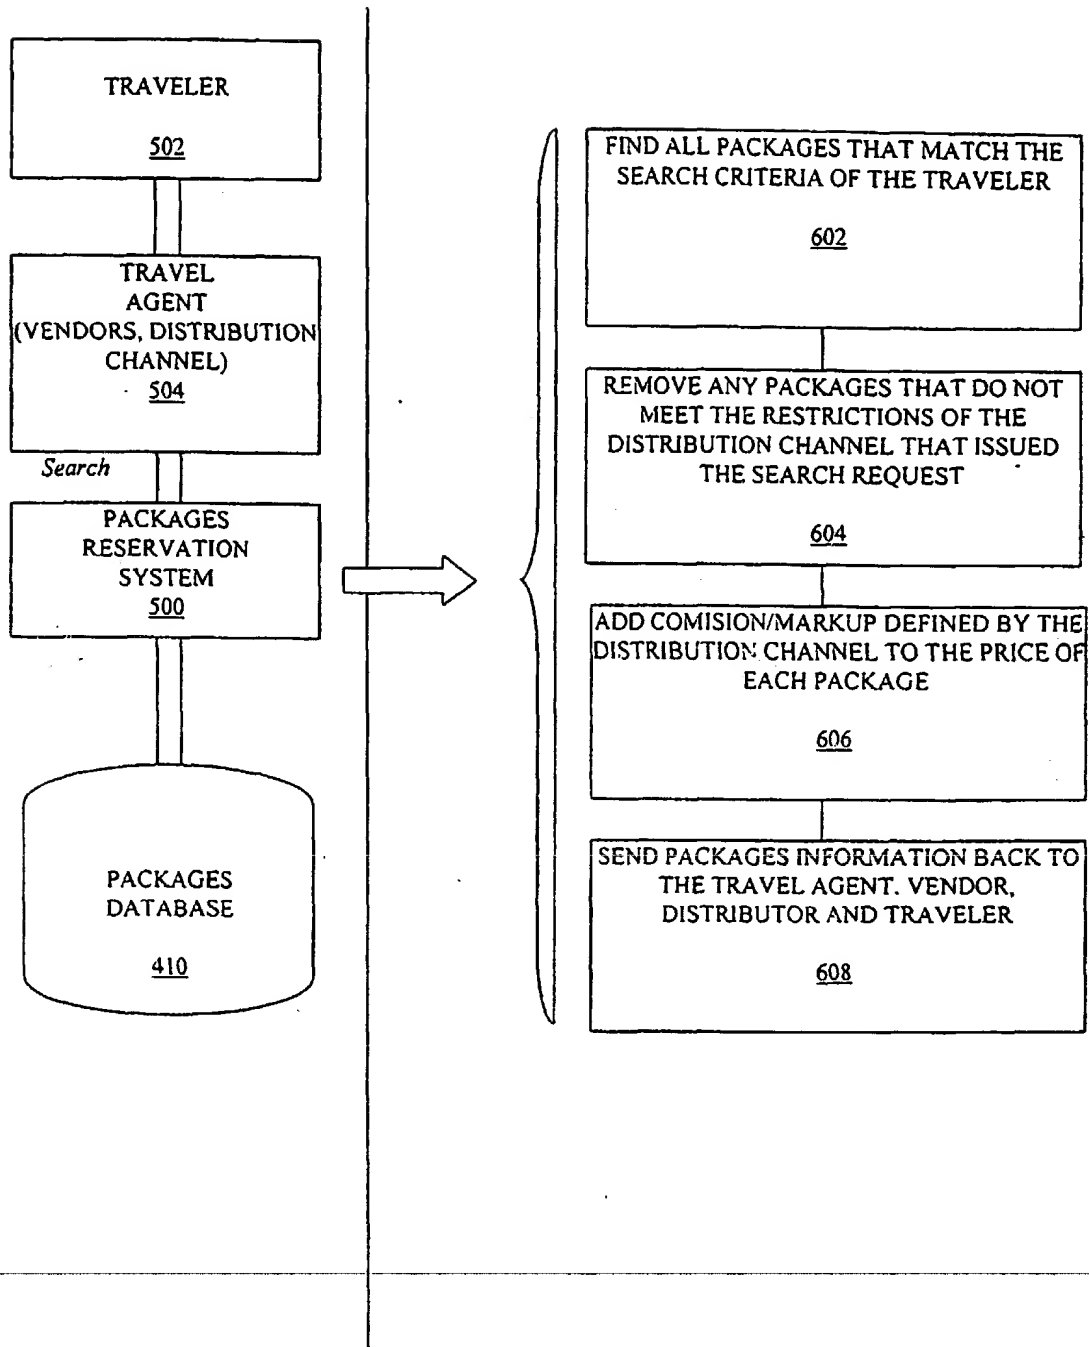 TRAVELER
502
TRAVEL
AGENT
(VENDORS, DISTRIBUTION
CHANNEL)
504
Search
PACKAGES
RESERVATION
SYSTEM
500
PACKAGES
DATABASE
410
FIND ALL PACKAGES THAT MATCH THE
SEARCH CRITERIA OF THE TRAVELER
602
REMOVE ANY PACKAGES THAT DO NOT
MEET THE RESTRICTIONS OF THE
DISTRIBUTION CHANNEL THAT ISSUED
THE SEARCH REQUEST
604
ADD COMISION/MARKUP DEFINED BY THE
DISTRIBUTION CHANNEL TO THE PRICE OF
EACH PACKAGE
606
SEND PACKAGES INFORMATION BACK TO
THE TRAVEL AGENT. VENDOR,
DISTRIBUTOR AND TRAVELER
608